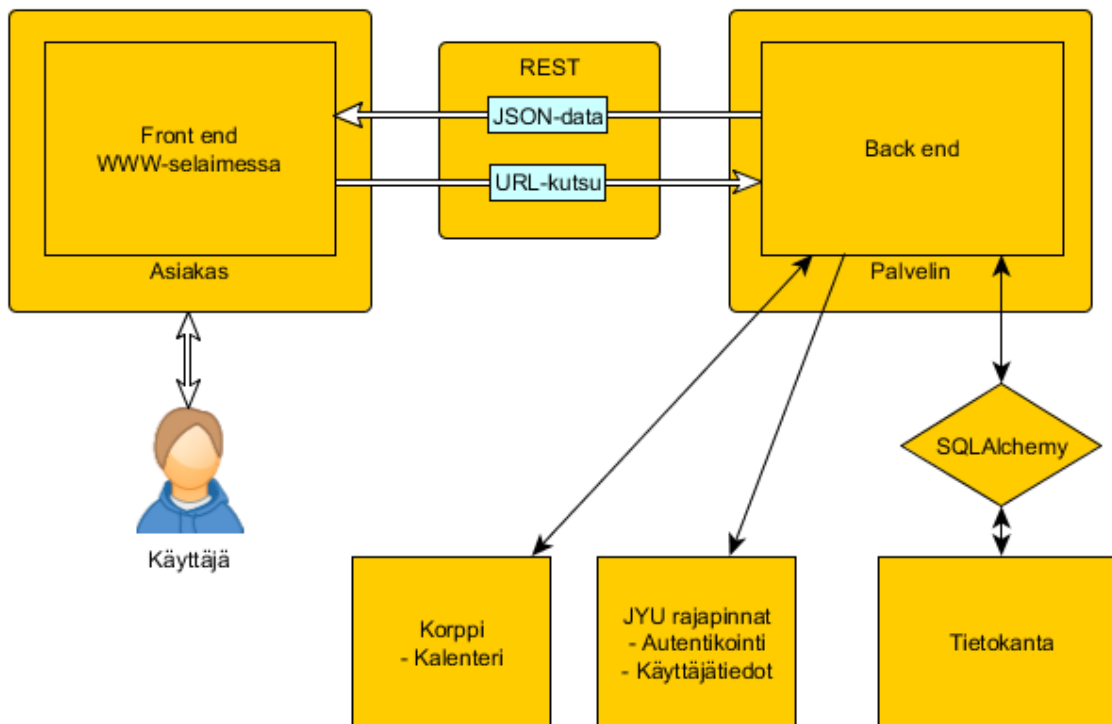 REST
JSON-data
URL-kutsu
Front end
WWW-selaimessa
Asiakas
Back end
Palvelin
SQLAlchemy
Käyttäjä
Korppi
- Kalenteri
JYU rajapinnat
- Autentikointi
- Käyttäjätiedot
Tietokanta